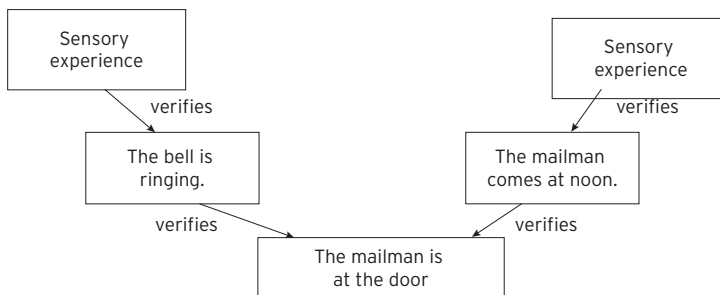 Sensory
experience
Sensory
experience
verifies
verifies
The bell is
ringing.
The mailman
comes at noon.
verifies
verifies
The mailman is
at the door